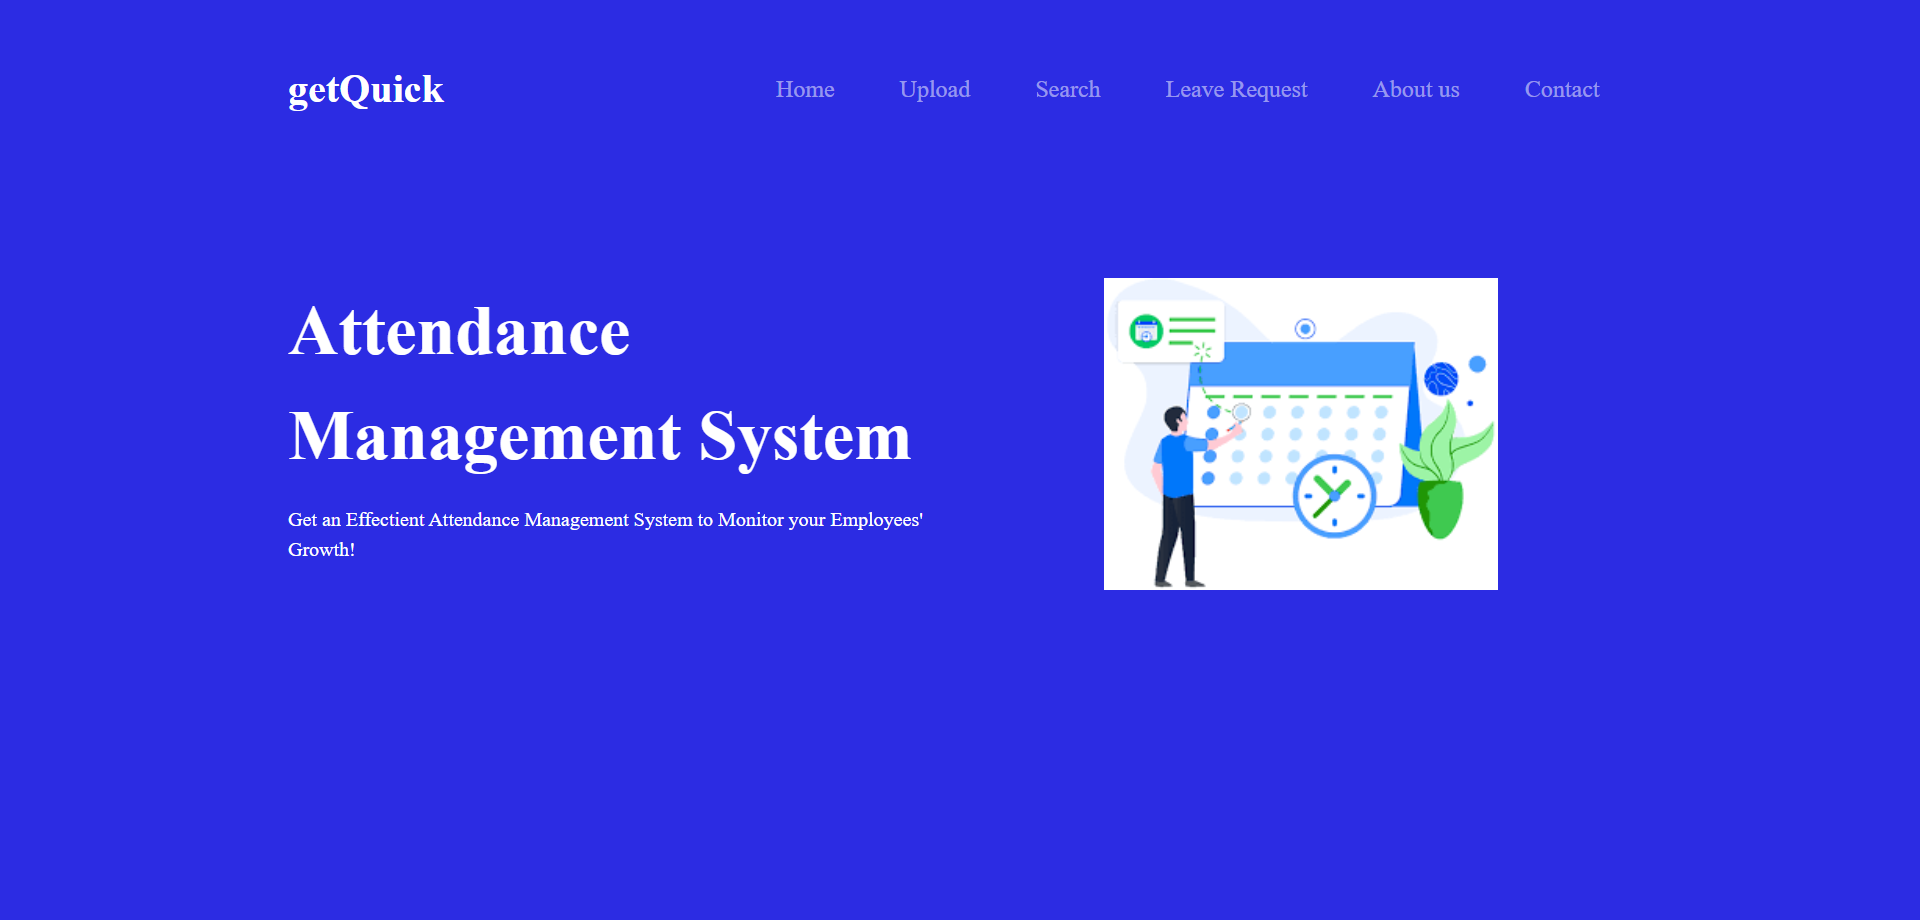 getQuick
Home Upload Search Leave Request About us Contact
Attendance
Management System
Get an Effectient Attendance Management System to Monitor your Employees'
Growth!